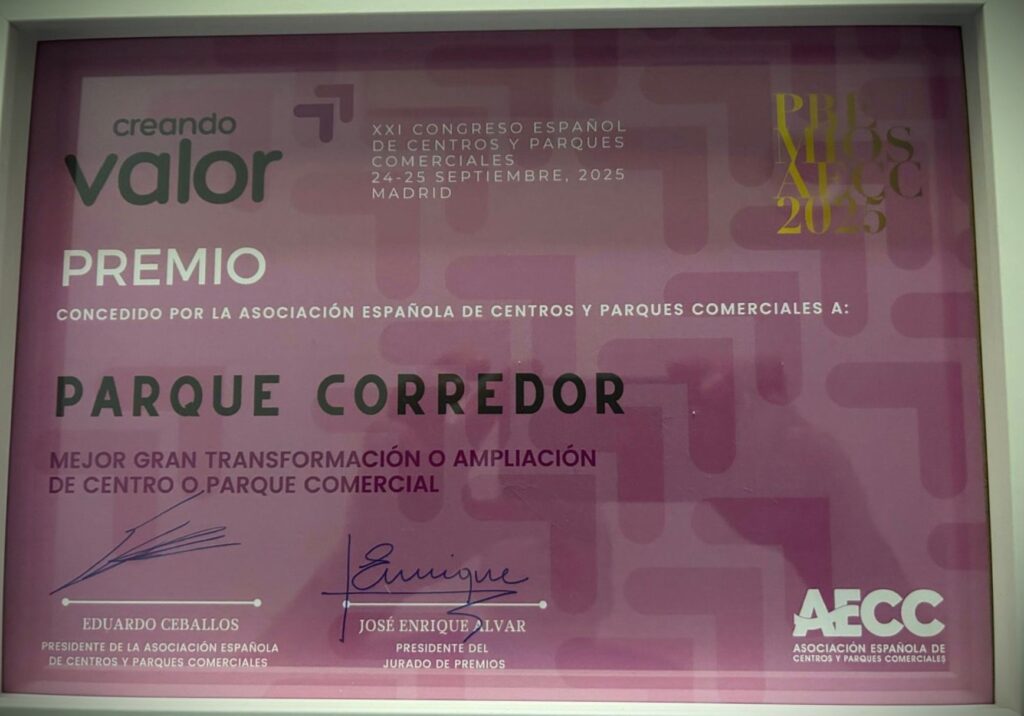 creando
valor
XXI CONGRESO ESPAÑOL
DE CENTROS Y PARQUES
COMERCIALES
24-25 SEPTIEMBRE, 2025
MADRID
PRE
MIOS
AECC
2025
PREMIO
CONCEDIDO POR LA ASOCIACIÓN ESPAÑOLA DE CENTROS Y PARQUES COMERCIALES A:
PARQUE CORREDOR
MEJOR GRAN TRANSFORMACIÓN O AMPLIACIÓN
DE CENTRO O PARQUE COMERCIAL
Enrique
EDUARDO CEBALLOS
PRESIDENTE DE LA ASOCIACIÓN ESPAÑOLA
DE CENTROS Y PARQUES COMERCIALES
JOSÉ ENRIQUE ALVAR
PRESIDENTE DEL
JURADO DE PREMIOS
AECC
ASOCIACIÓN ESPAÑOLA DE
CENTROS Y PARQUES COMERCIALES